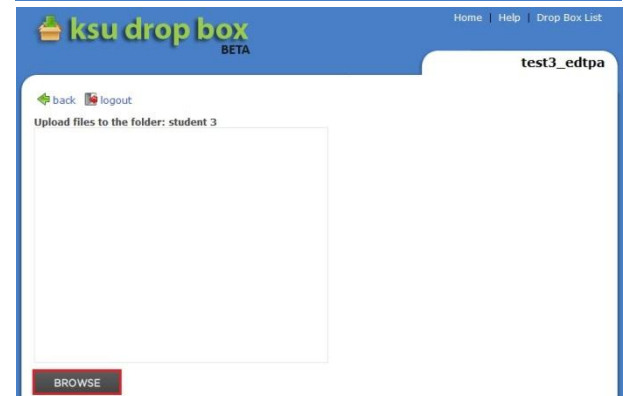 ksu drop box
BETA
Home | Help | Drop Box List
test3_edtpa
back logout
Upload files to the folder: student 3
BROWSE